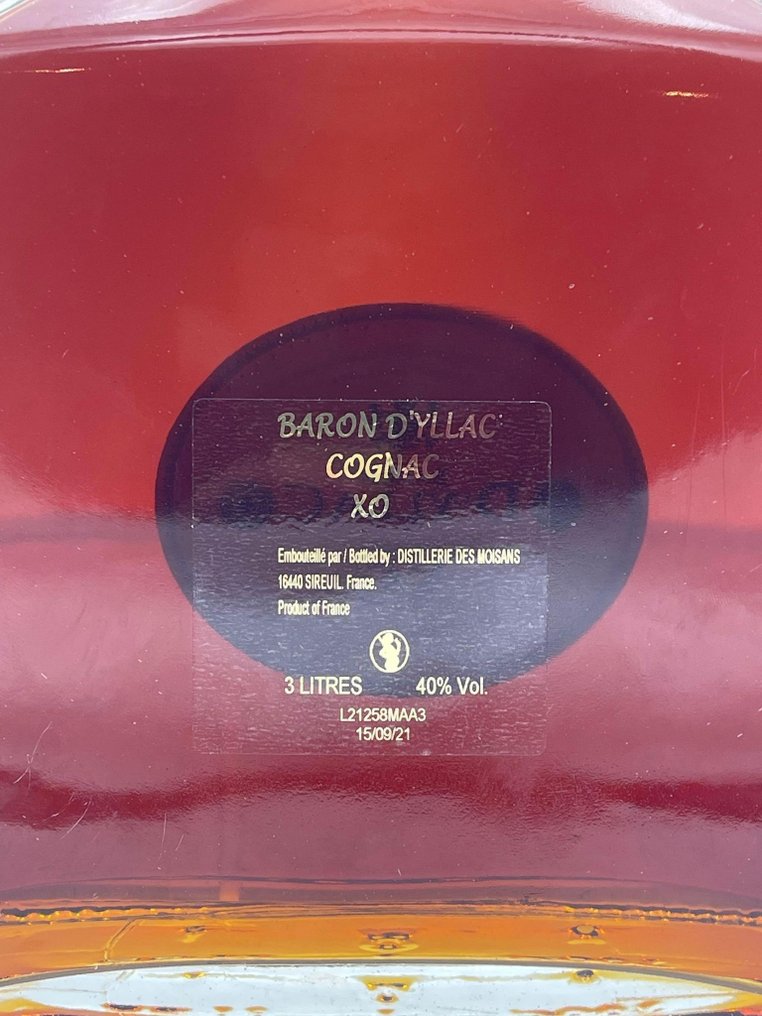 BARON D'YLLAC
COGNAC
XO
Embouteillé par / Bottled by : DISTILLERIE DES MOISANS
16440 SIREUIL. France.
Product of France
3 LITRES 40% Vol.
L21258MAA3
15/09/21